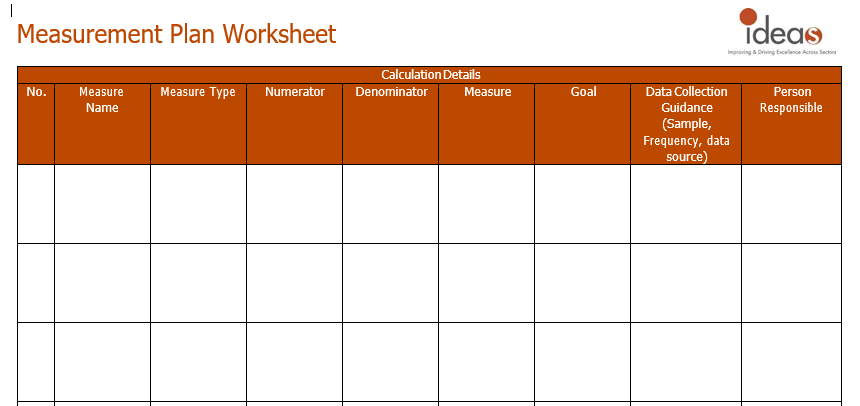 Measurement Plan Worksheet
ideas
Improving & Driving Excellence Across Sectors
Calculation Details
No.
Measure
Name
Measure Type
Numerator
Denominator
Measure
Goal
Data Collection
Guidance
(Sample,
Frequency, data
source)
Person
Responsible